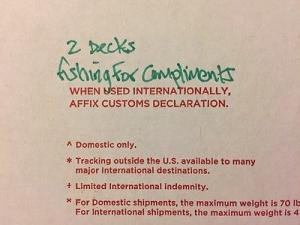 2 Decks
fishing For Compliments
WHEN USED INTERNATIONALLY,
AFFIX CUSTOMS DECLARATION.
^ Domestic only.
* Tracking outside the U.S. available to many
major International destinations.
‡ Limited International indemnity.
* For Domestic shipments, the maximum weight is 70 lb
For International shipments, the maximum weight is 4